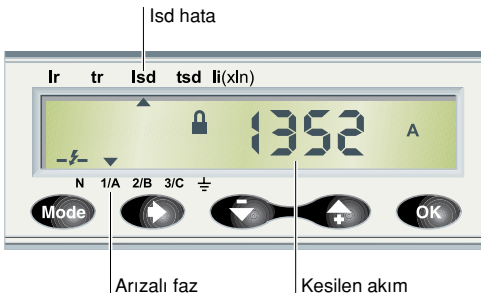 Isd hata
Ir tr Isd tsd Ii(xIn)
1352 A
N 1/A 2/B 3/C
Mode OK
Arızalı faz Kesilen akım